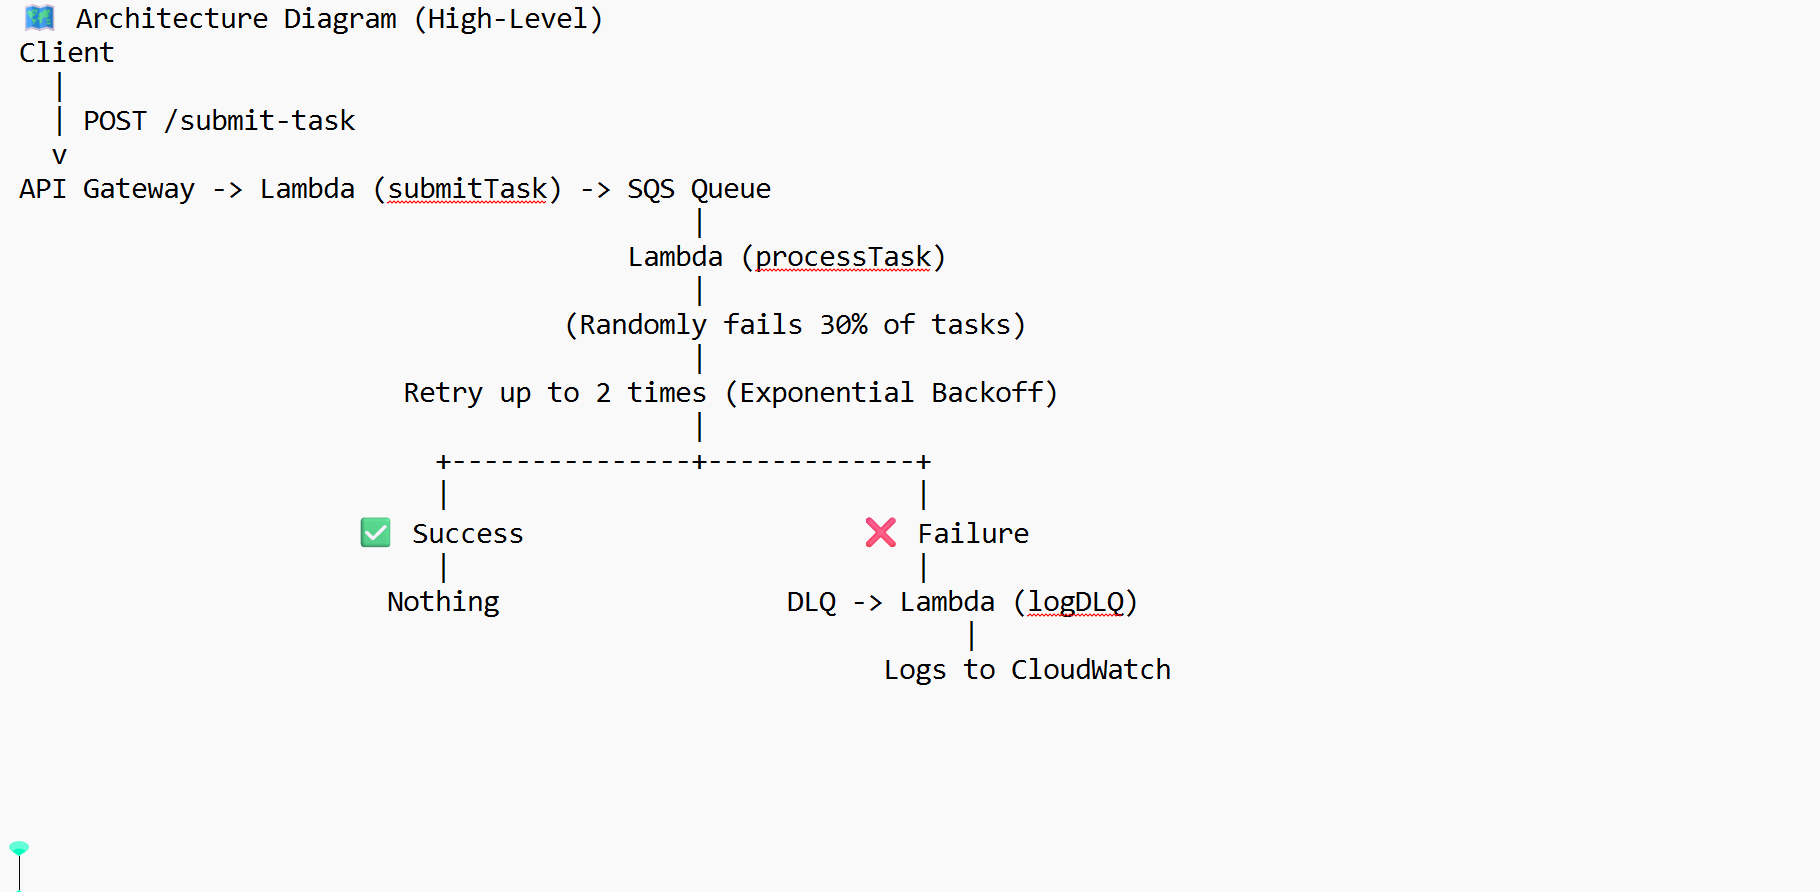 🗺️ Architecture Diagram (High-Level)
Client
|
| POST /submit-task
v
API Gateway -> Lambda (submitTask) -> SQS Queue
|
Lambda (processTask)
|
(Randomly fails 30% of tasks)
|
Retry up to 2 times (Exponential Backoff)
|
+---------------+-------------+
| |
✅ Success ❌ Failure
| |
Nothing DLQ -> Lambda (logDLQ)
|
Logs to CloudWatch